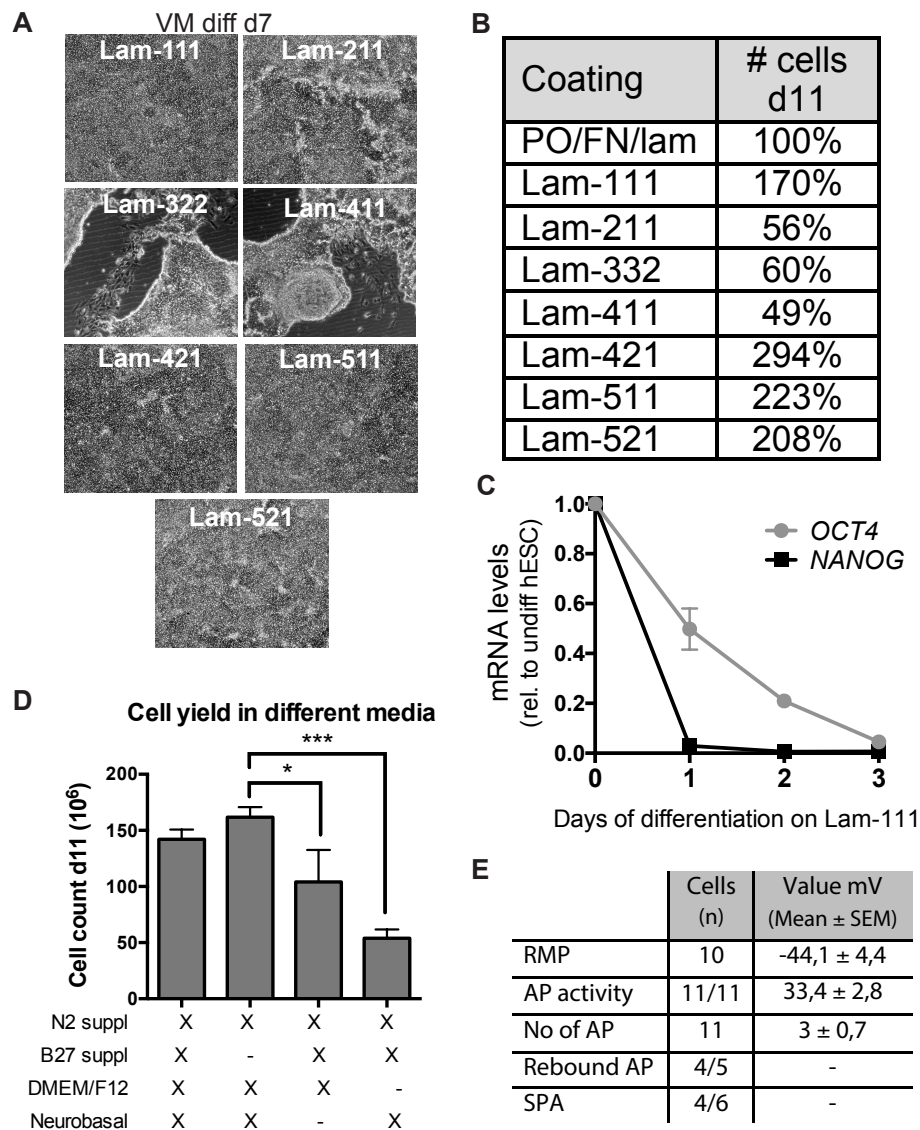 A
VM diff d7
Lam-111
Lam-211
Lam-322
Lam-411
Lam-421
Lam-511
Lam-521
B
Coating # cells d11
PO/FN/lam 100%
Lam-111 170%
Lam-211 56%
Lam-332 60%
Lam-411 49%
Lam-421 294%
Lam-511 223%
Lam-521 208%
C
mRNA levels
(rel. to undiff hESC)
1.0
0.8
0.6
0.4
0.2
0.0
OCT4
NANOG
0 1 2 3
Days of differentiation on Lam-111
D
Cell yield in different media
Cell count d11 (10⁶)
200
150
100
50
0
***
*
N2 suppl X X X X
B27 suppl X - X X
DMEM/F12 X X X -
Neurobasal X X - X
E
Cells (n) Value mV (Mean ± SEM)
RMP 10 -44,1 ± 4,4
AP activity 11/11 33,4 ± 2,8
No of AP 11 3 ± 0,7
Rebound AP 4/5 -
SPA 4/6 -